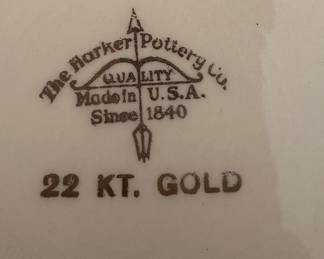 The Harker Pottery Co.
QUALITY
Made in U.S.A.
Since 1840
22 KT. GOLD